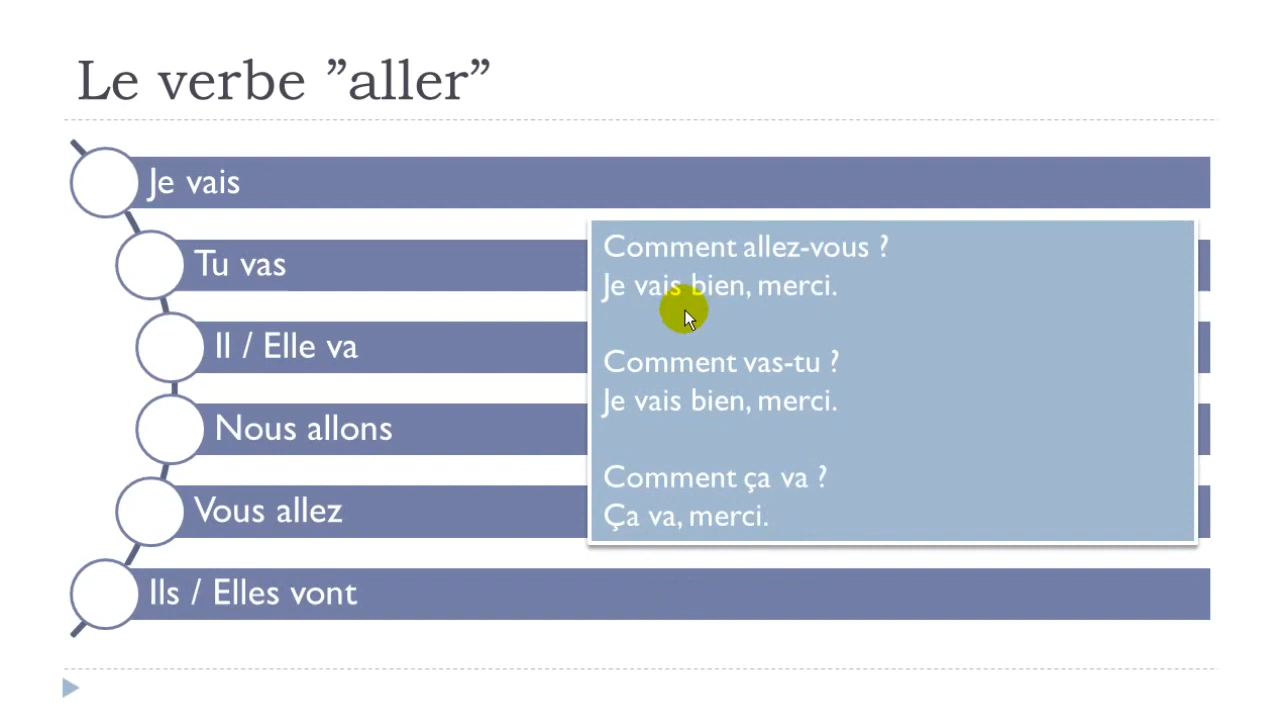 Le verbe ”aller”
Je vais
Tu vas
Il / Elle va
Nous allons
Vous allez
Ils / Elles vont
Comment allez-vous ?
Je vais bien, merci.
Comment vas-tu ?
Je vais bien, merci.
Comment ça va ?
Ça va, merci.